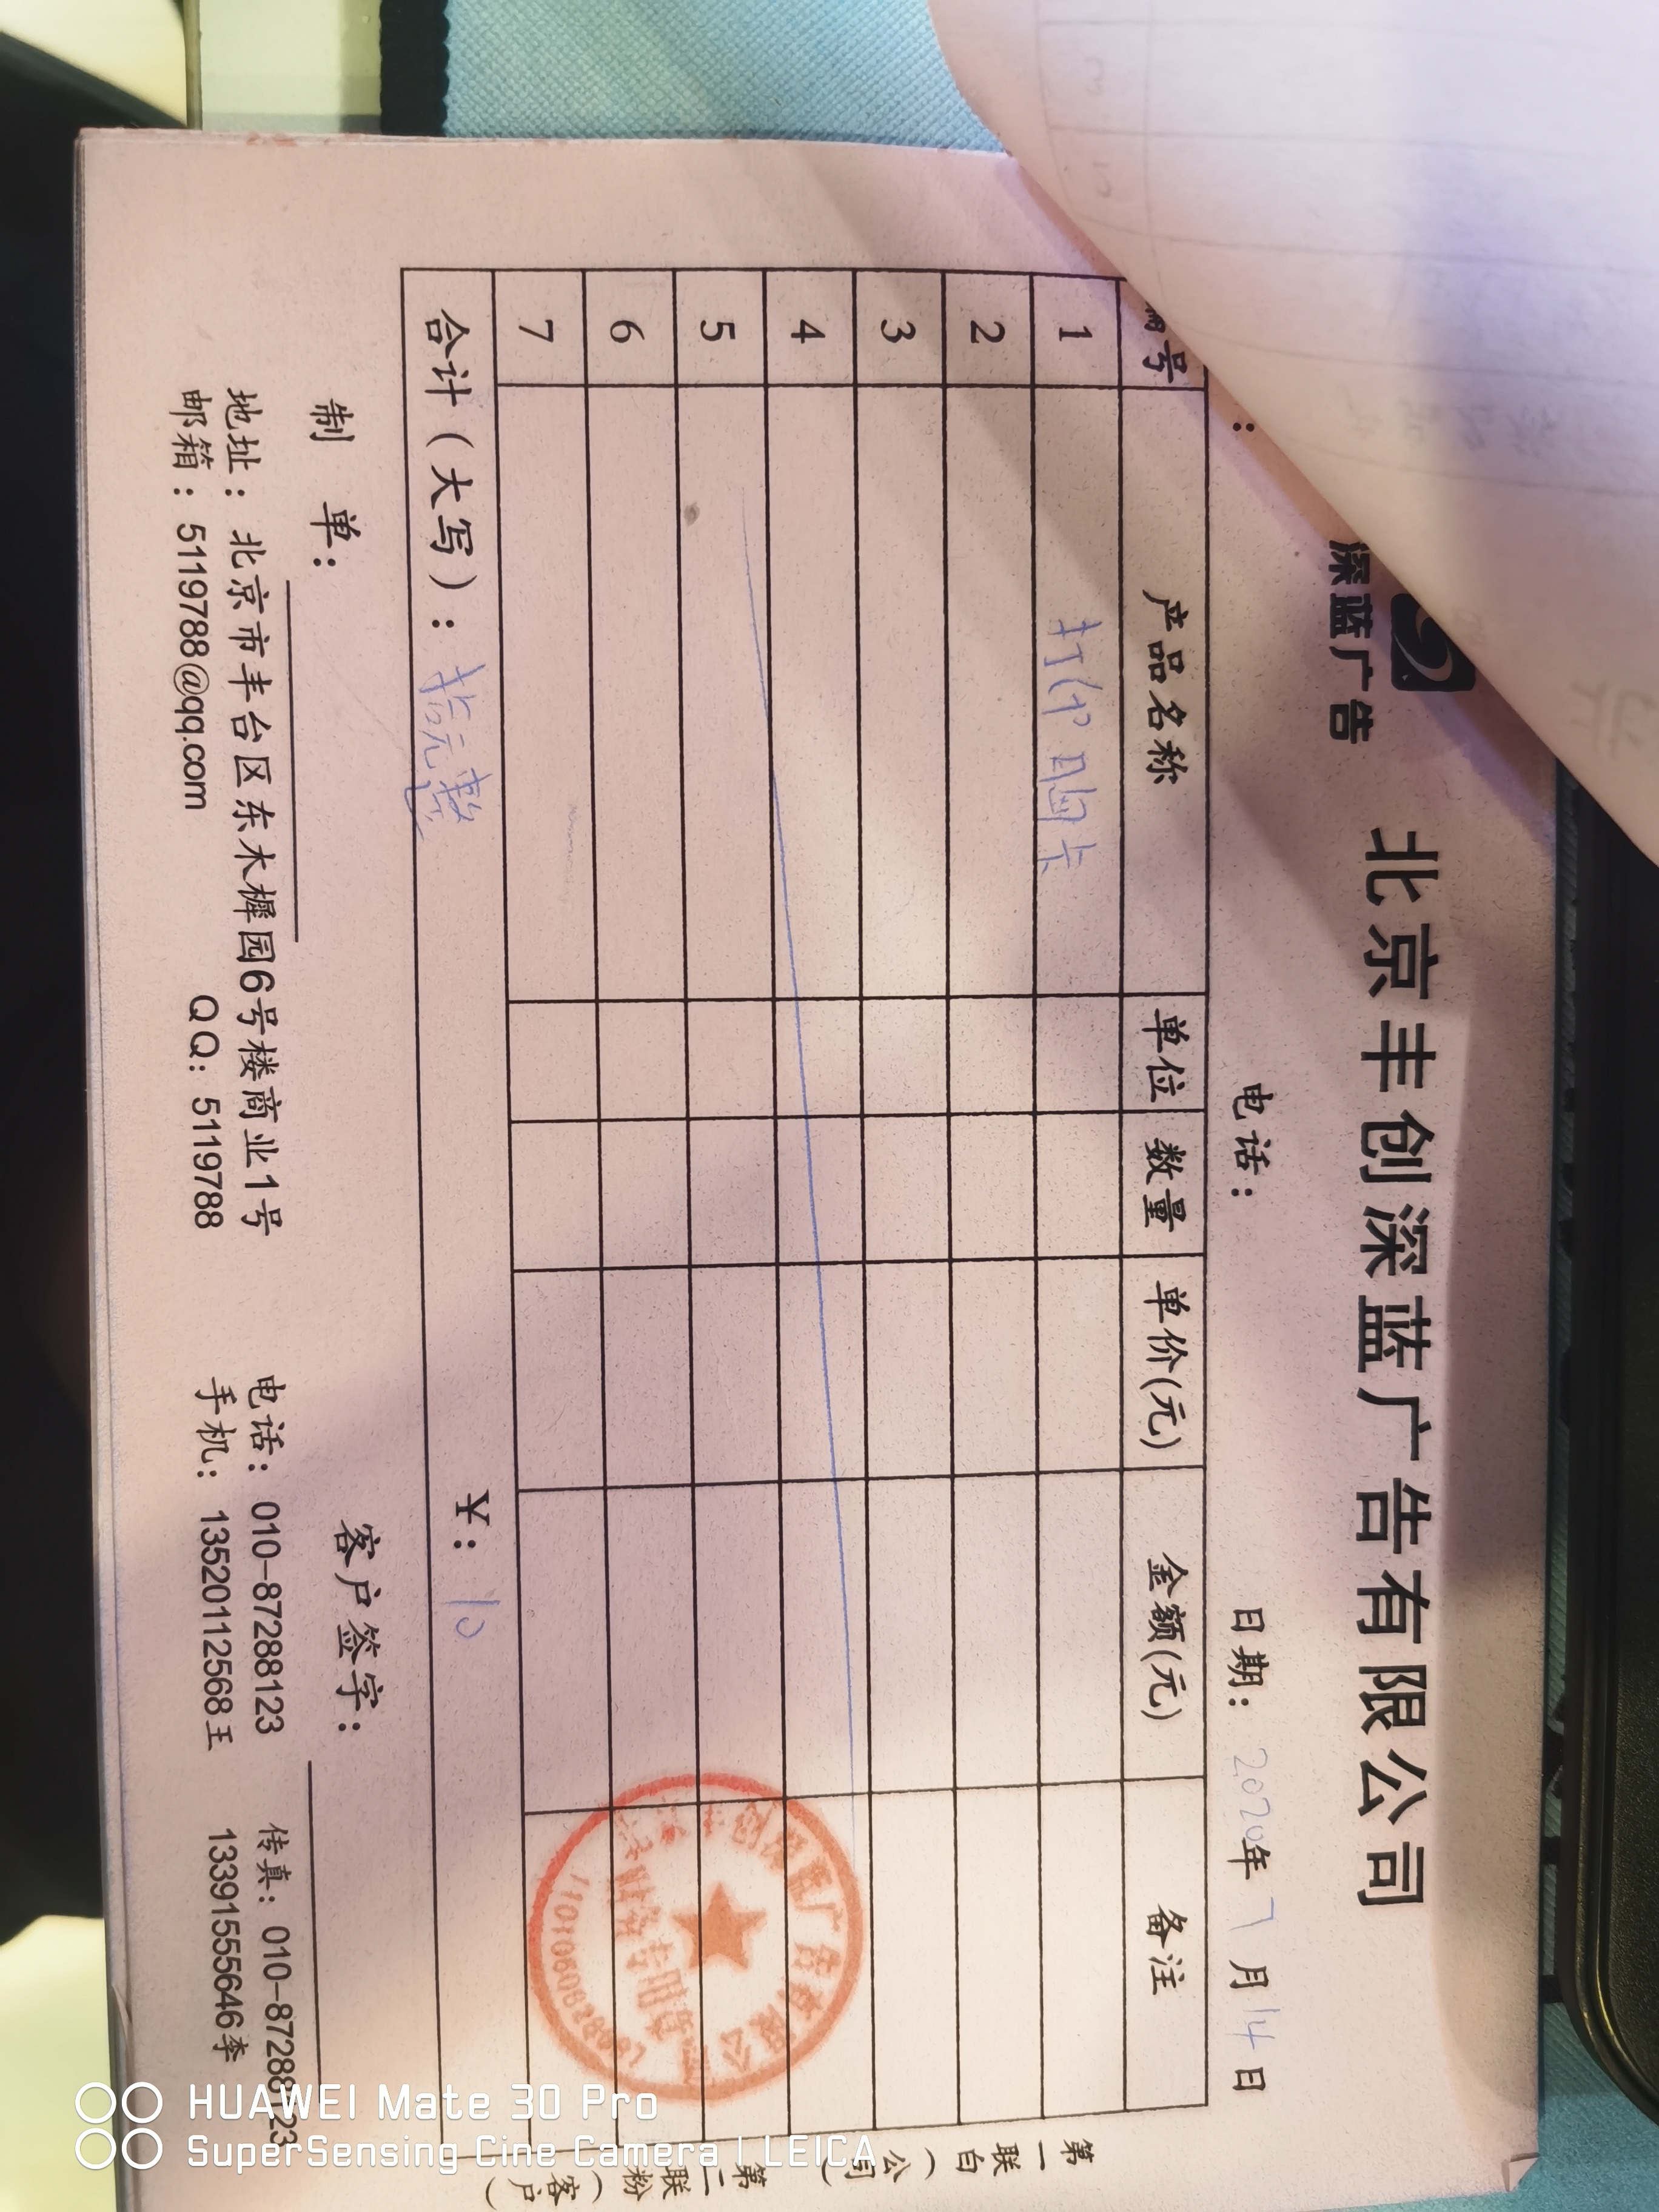 深蓝广告
北京丰创深蓝广告有限公司
: 电话: 日期: 2020年7月14日
号 产品名称 单位 数量 单价(元) 金额(元) 备注
1 打印 卡
2
3
4
5
6
7
合计(大写): 拾元整 ¥: 10
制 单: 客户签字:
地址: 北京市丰台区东木樨园6号楼商业1号 电话: 010-87288123 传真: 010-87288123
邮箱: 5119788@qq.com QQ: 5119788 手机: 13520112568王 13391555646李
第一联白(公司) 第二联粉(客户)
财务专用章
HUAWEI Mate 30 Pro
SuperSensing Cine Camera | LEICA